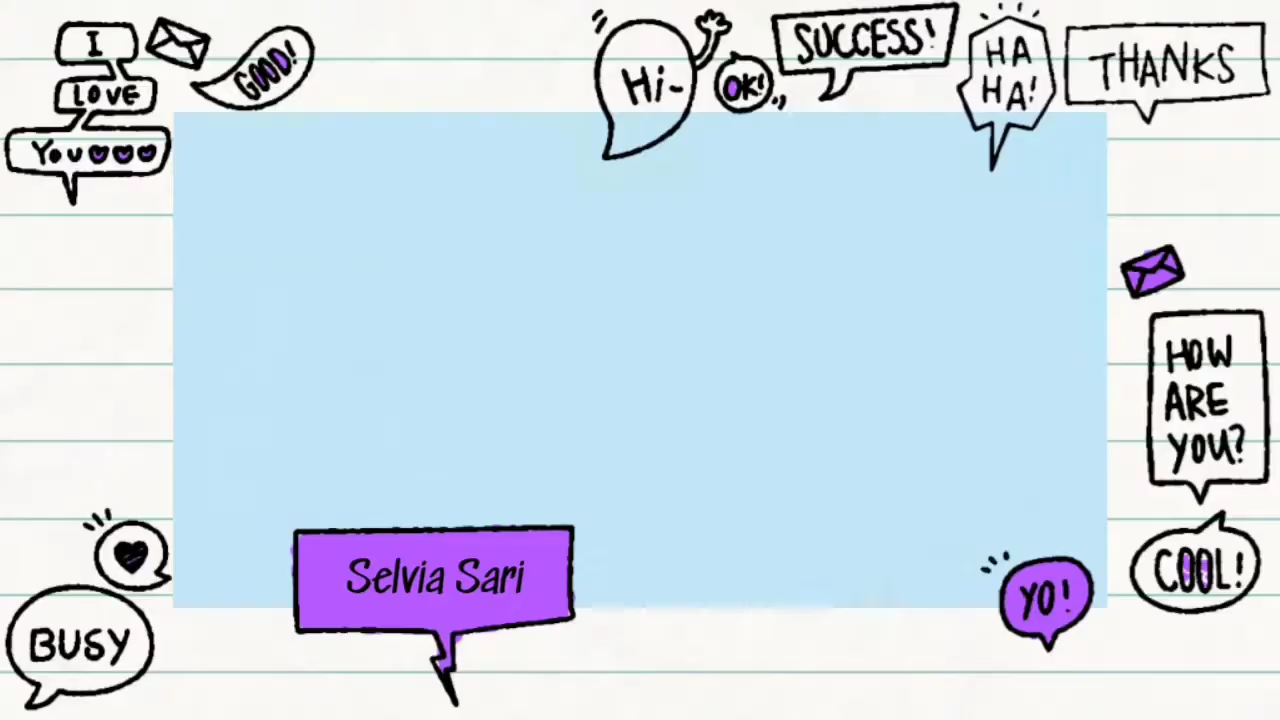 I
LOVE
You
GOOD!
Hi-
OK!
SUCCESS!
HA
HA!
THANKS
HOW
ARE
YOU?
COOL!
YO!
Selvia Sari
BUSY